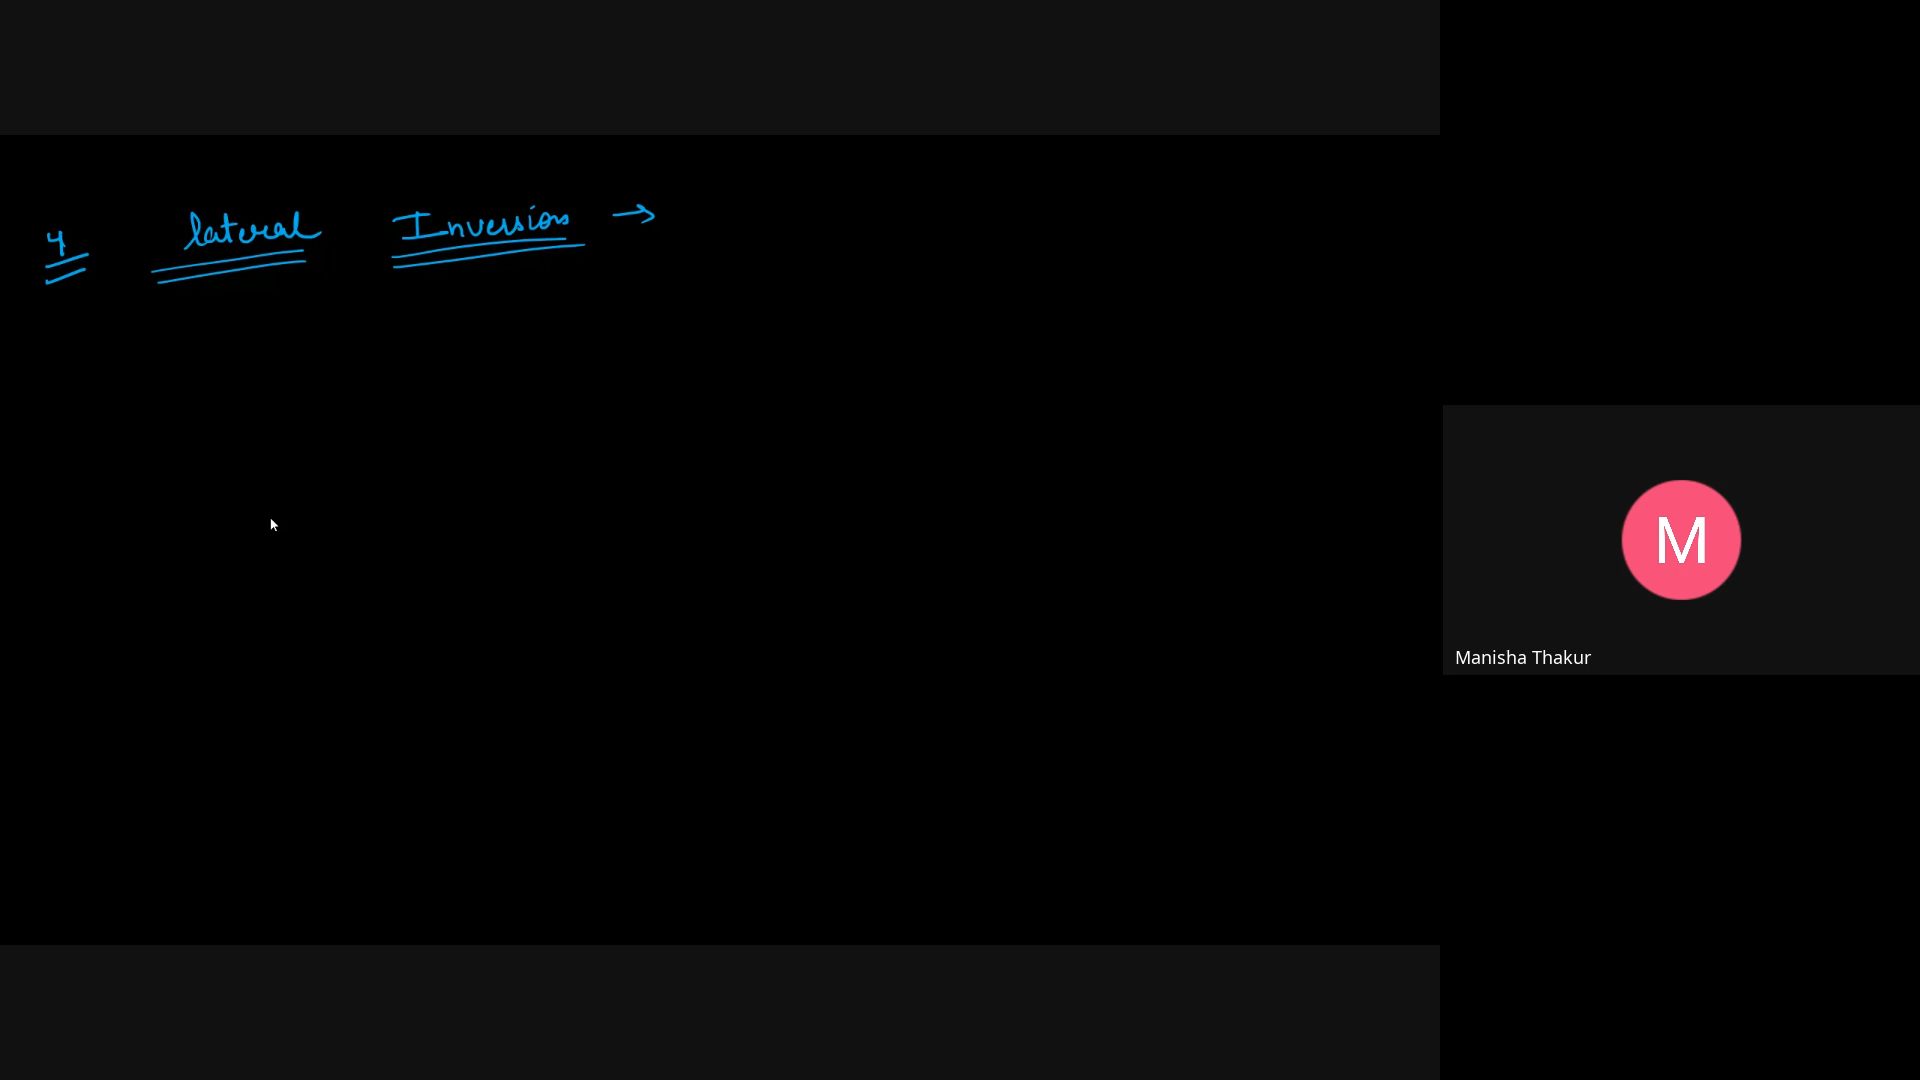 4 lateral Inversion →
M
Manisha Thakur